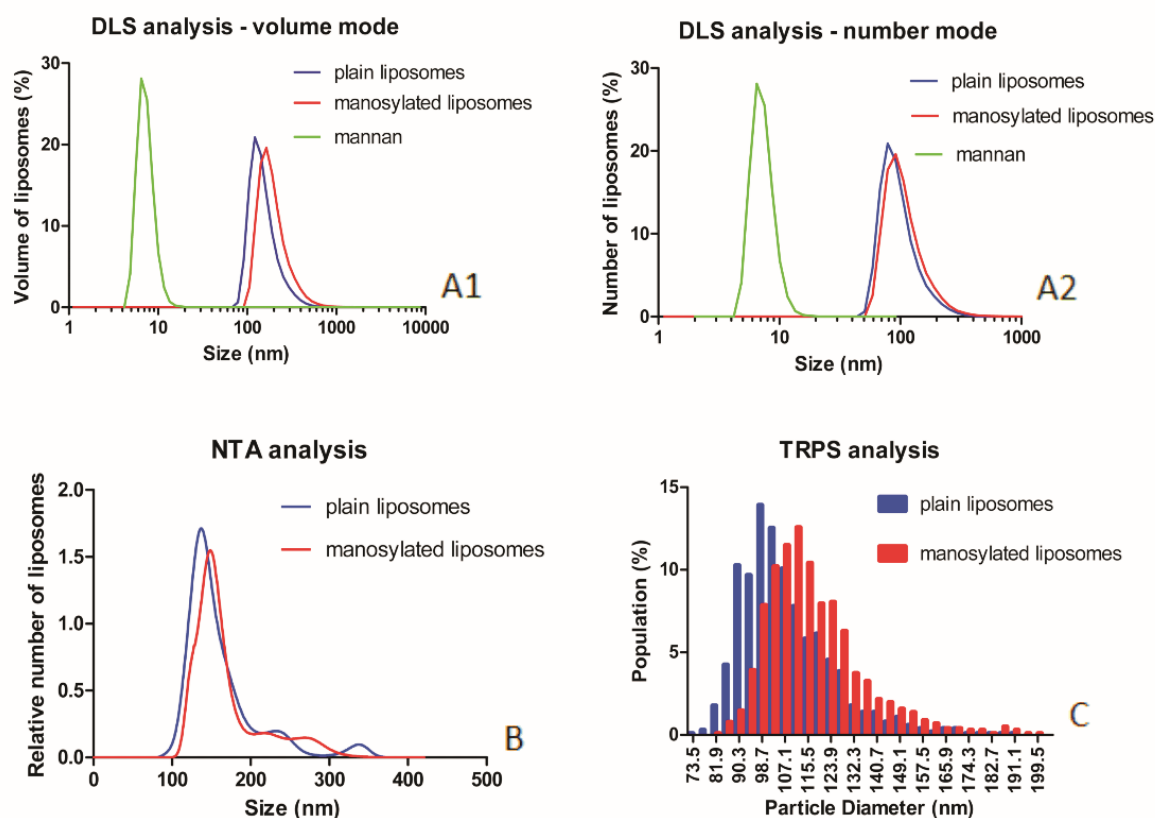 DLS analysis - volume mode
Volume of liposomes (%)
30
20
10
0
plain liposomes
manosylated liposomes
mannan
A1
1 10 100 1000 10000
Size (nm)
DLS analysis - number mode
Number of liposomes (%)
30
20
10
0
plain liposomes
manosylated liposomes
mannan
A2
1 10 100 1000
Size (nm)
NTA analysis
Relative number of liposomes
2.0
1.5
1.0
0.5
0.0
plain liposomes
manosylated liposomes
B
0 100 200 300 400 500
Size (nm)
TRPS analysis
Population (%)
15
10
5
0
plain liposomes
manosylated liposomes
C
73.5 81.9 90.3 98.7 107.1 115.5 123.9 132.3 140.7 149.1 157.5 165.9 174.3 182.7 191.1 199.5
Particle Diameter (nm)